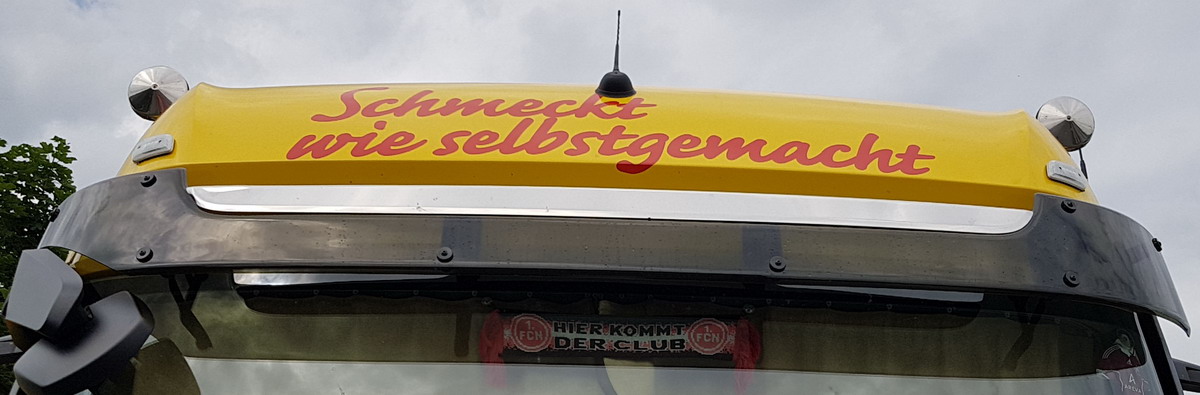 Schmeckt
wie selbstgemacht
1. FCN HIER KOMMT 1. FCN
DER CLUB